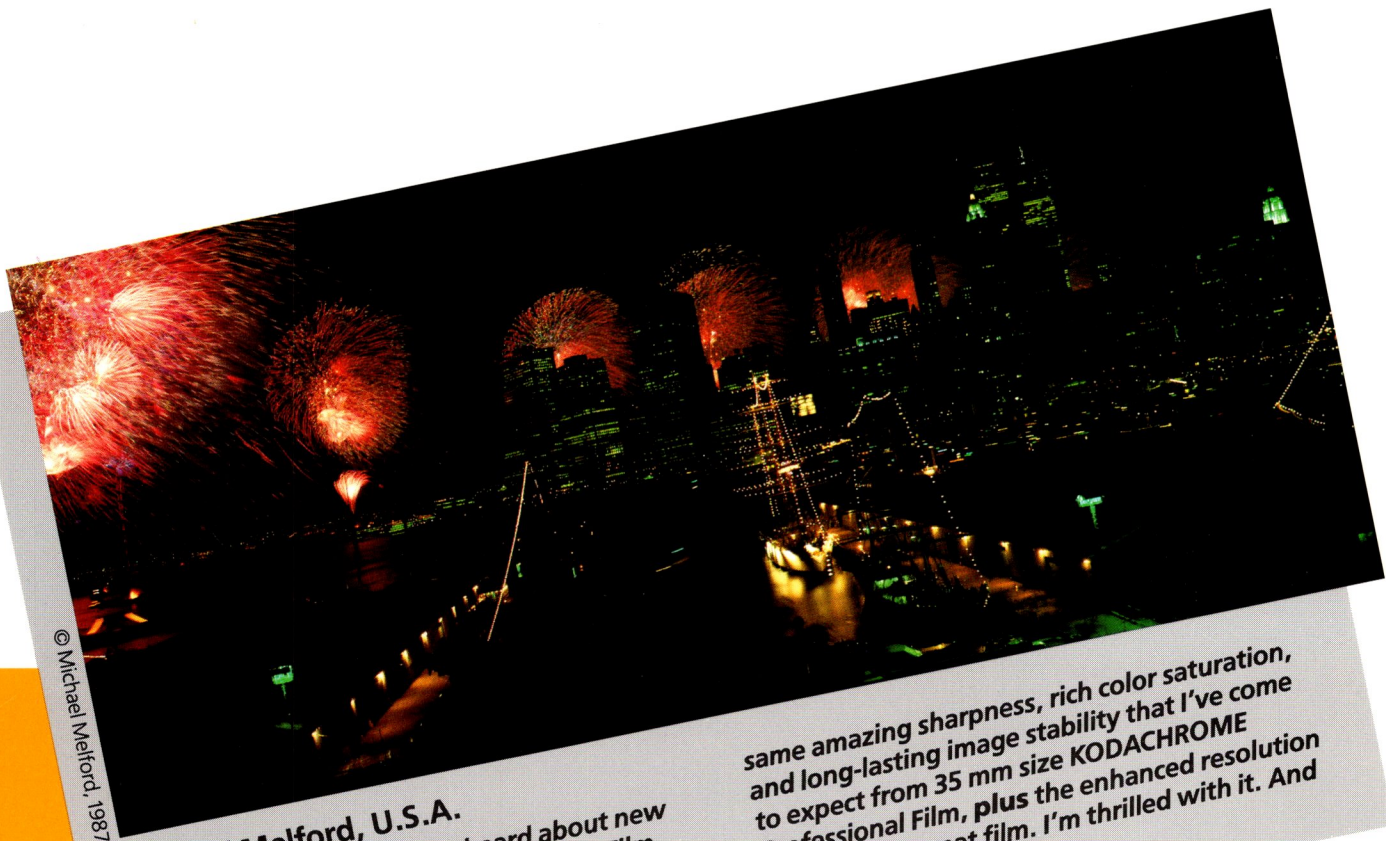 © Michael Melford, 1987
Melford, U.S.A.
heard about new
same amazing sharpness, rich color saturation,
and long-lasting image stability that I've come
to expect from 35 mm size KODACHROME
Professional Film, plus the enhanced resolution
film. I'm thrilled with it. And